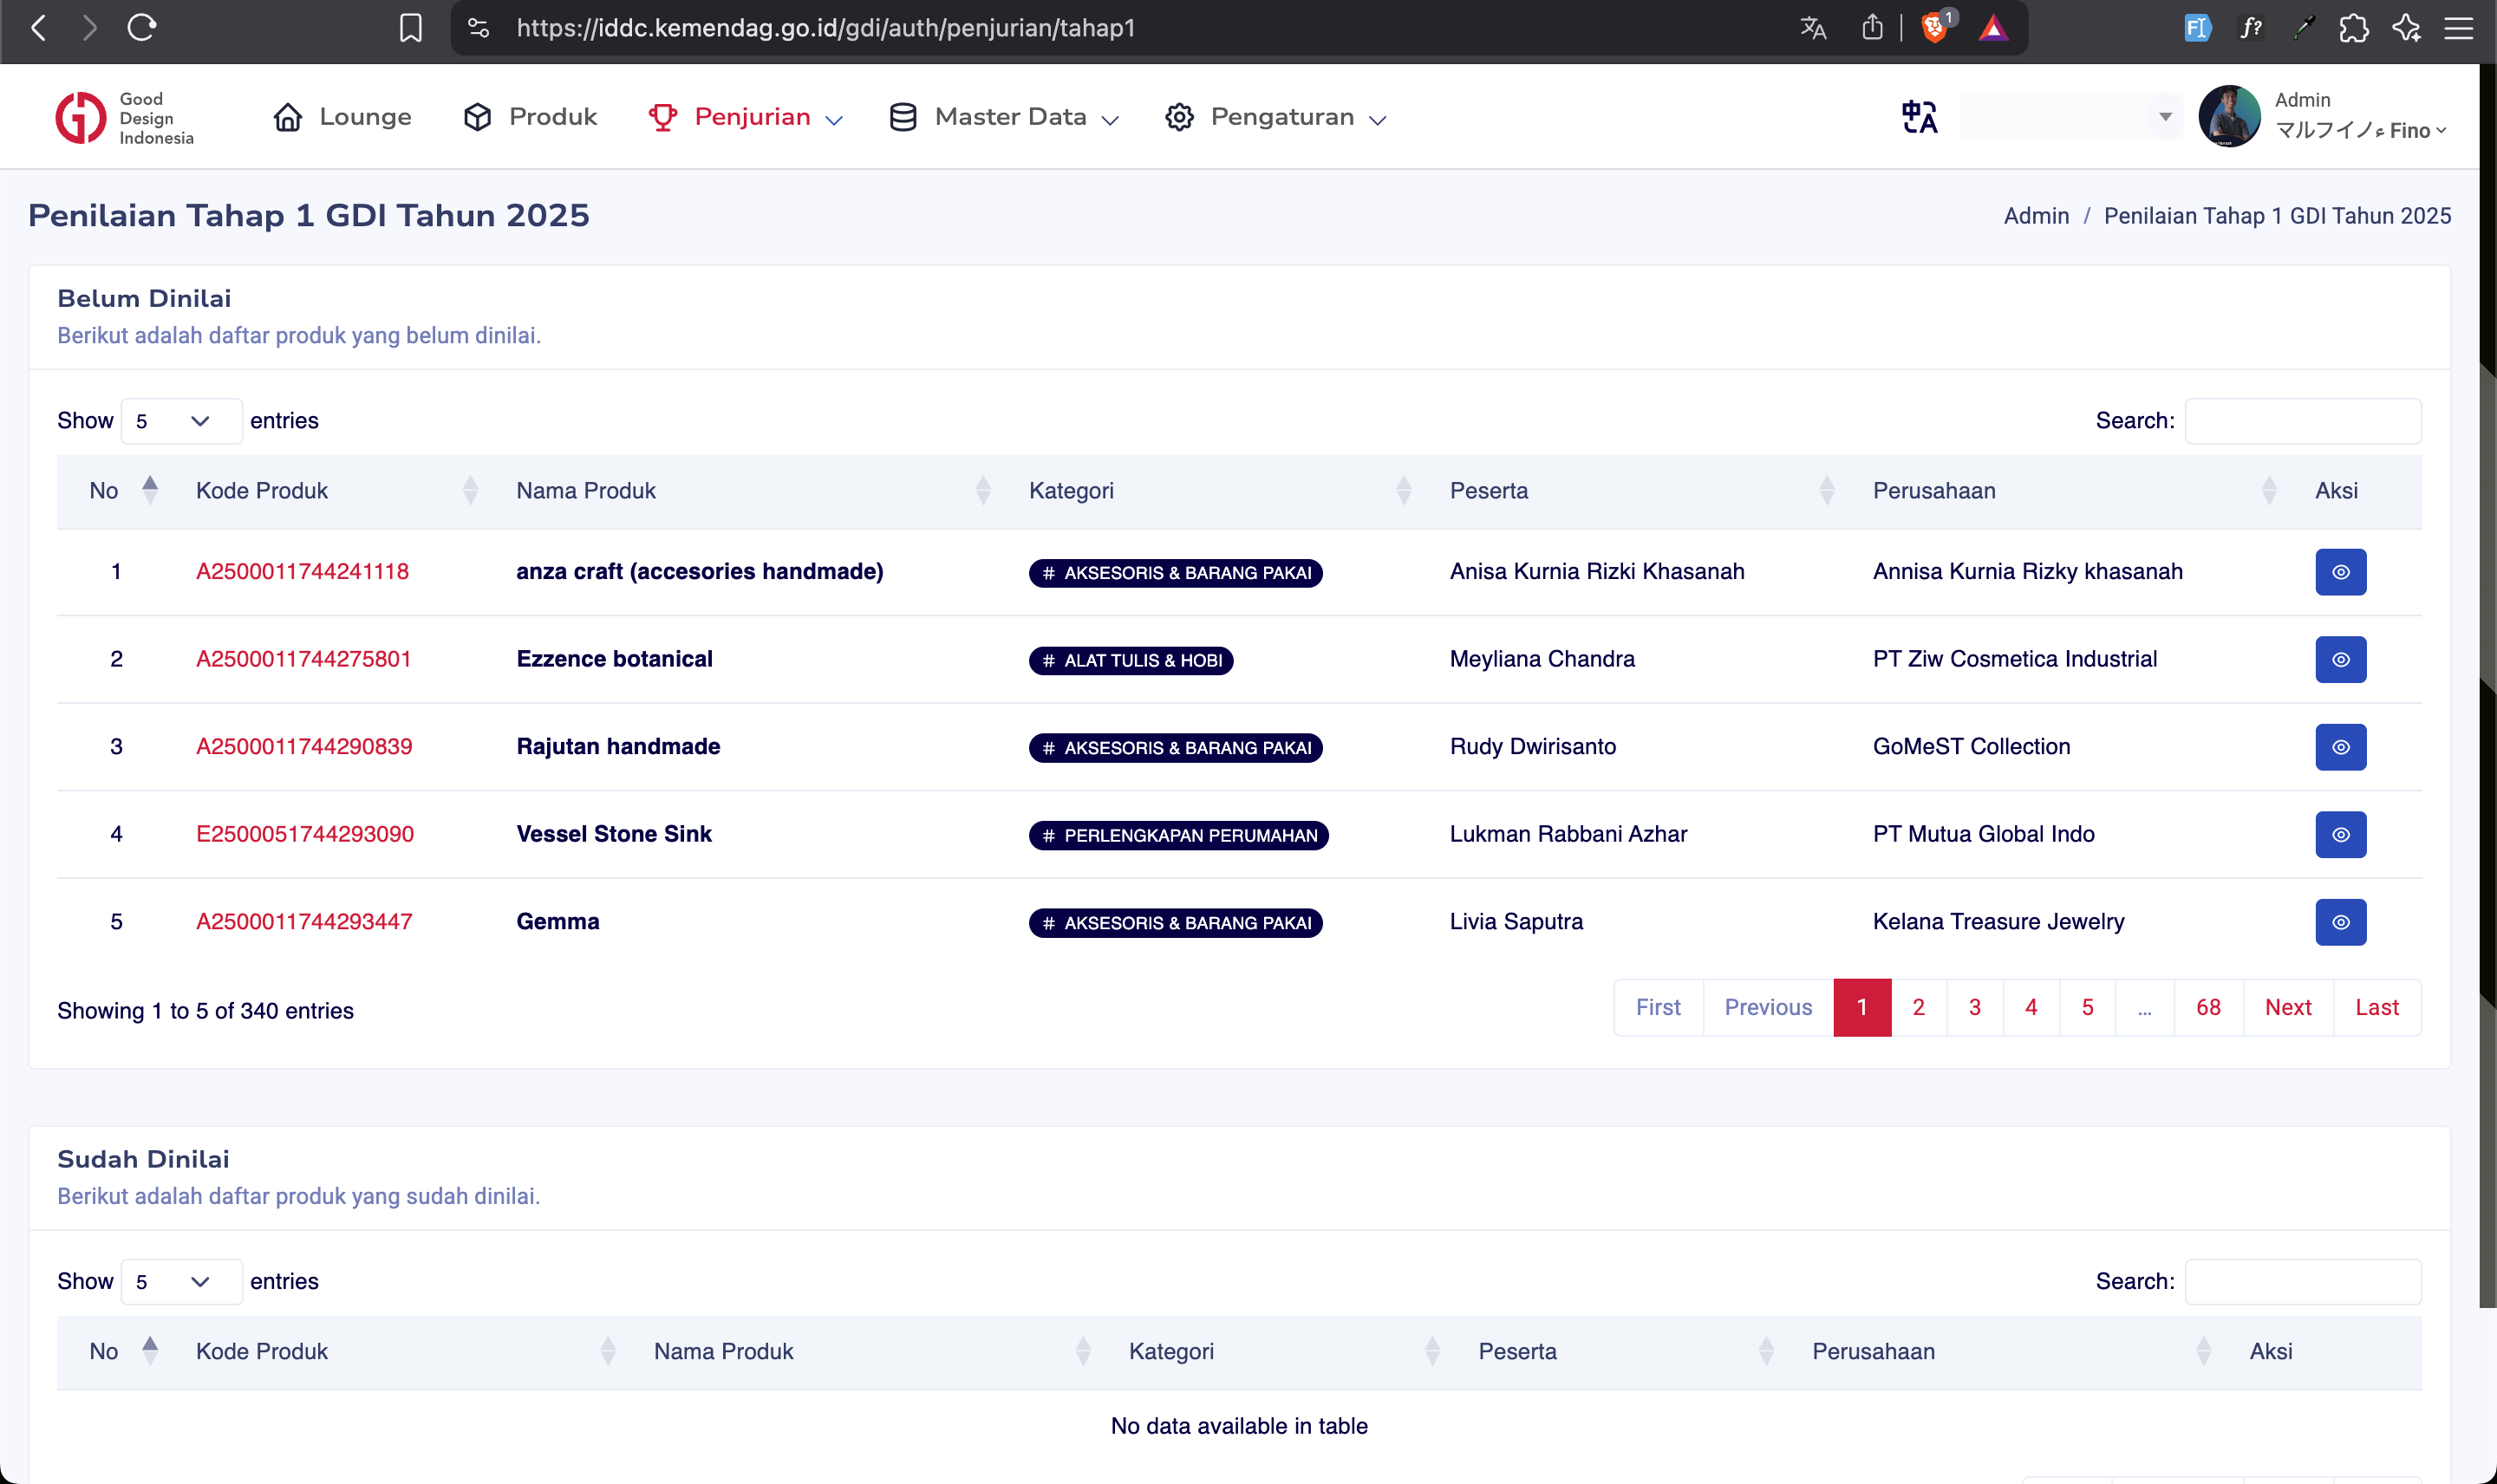 https://iddc.kemendag.go.id/gdi/auth/penjurian/tahap1
1
Good
Design
Indonesia
Lounge
Produk
Penjurian
Master Data
Pengaturan
Admin
マルフイノ Fino
Penilaian Tahap 1 GDI Tahun 2025
Admin / Penilaian Tahap 1 GDI Tahun 2025
Belum Dinilai
Berikut adalah daftar produk yang belum dinilai.
Show 5 entries
Search:
No Kode Produk Nama Produk Kategori Peserta Perusahaan Aksi
1 A2500011744241118 anza craft (accesories handmade) # AKSESORIS & BARANG PAKAI Anisa Kurnia Rizki Khasanah Annisa Kurnia Rizky khasanah
2 A2500011744275801 Ezzence botanical # ALAT TULIS & HOBI Meyliana Chandra PT Ziw Cosmetica Industrial
3 A2500011744290839 Rajutan handmade # AKSESORIS & BARANG PAKAI Rudy Dwirisanto GoMeST Collection
4 E2500051744293090 Vessel Stone Sink # PERLENGKAPAN PERUMAHAN Lukman Rabbani Azhar PT Mutua Global Indo
5 A2500011744293447 Gemma # AKSESORIS & BARANG PAKAI Livia Saputra Kelana Treasure Jewelry
Showing 1 to 5 of 340 entries
First Previous 1 2 3 4 5 ... 68 Next Last
Sudah Dinilai
Berikut adalah daftar produk yang sudah dinilai.
Show 5 entries
Search:
No Kode Produk Nama Produk Kategori Peserta Perusahaan Aksi
No data available in table